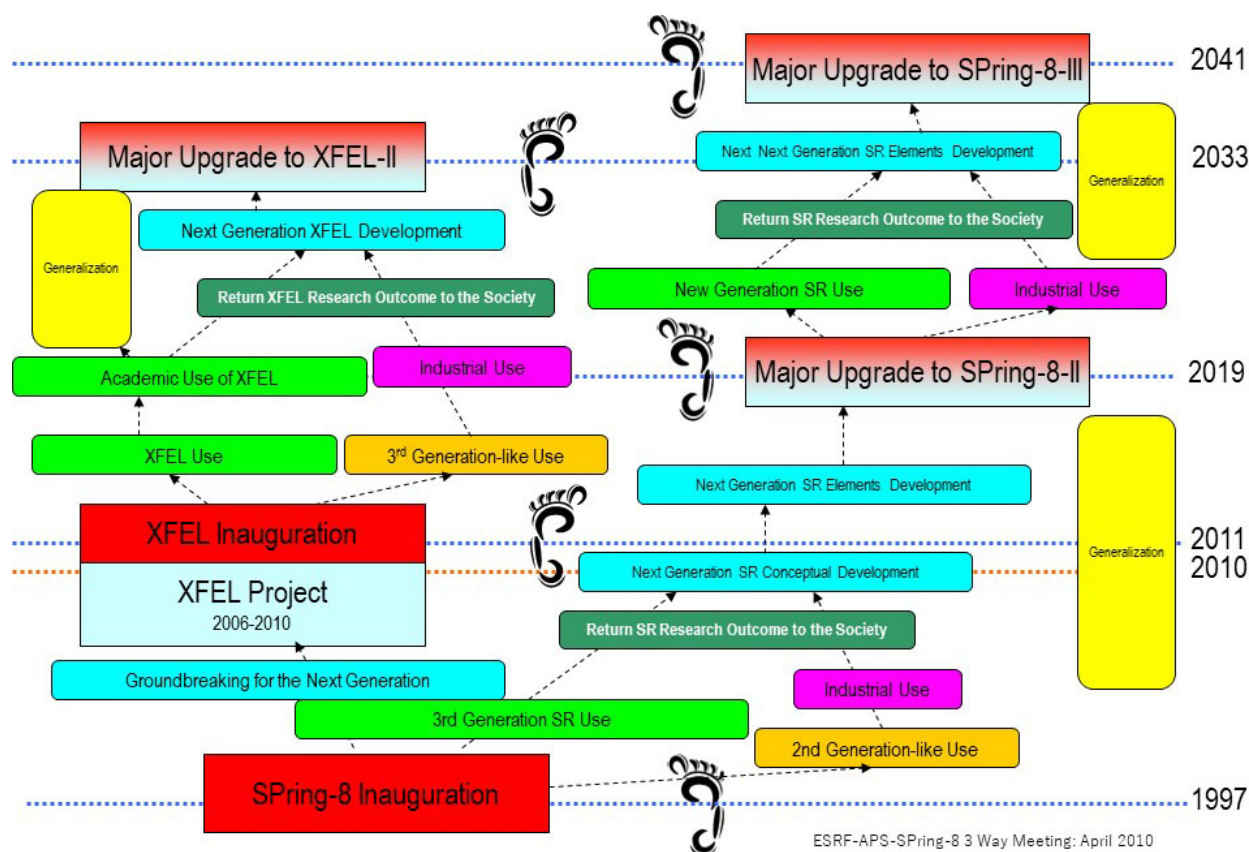 Major Upgrade to SPring-8-III
2041
Major Upgrade to XFEL-II
Next Next Generation SR Elements Development
2033
Generalization
Next Generation XFEL Development
Return SR Research Outcome to the Society
Generalization
Return XFEL Research Outcome to the Society
New Generation SR Use
Industrial Use
Academic Use of XFEL
Industrial Use
Major Upgrade to SPring-8-II
2019
XFEL Use
3rd Generation-like Use
Next Generation SR Elements Development
XFEL Inauguration
2011
Generalization
Next Generation SR Conceptual Development
2010
XFEL Project
2006-2010
Return SR Research Outcome to the Society
Groundbreaking for the Next Generation
Industrial Use
3rd Generation SR Use
2nd Generation-like Use
SPring-8 Inauguration
1997
ESRF-APS-SPring-8 3 Way Meeting: April 2010